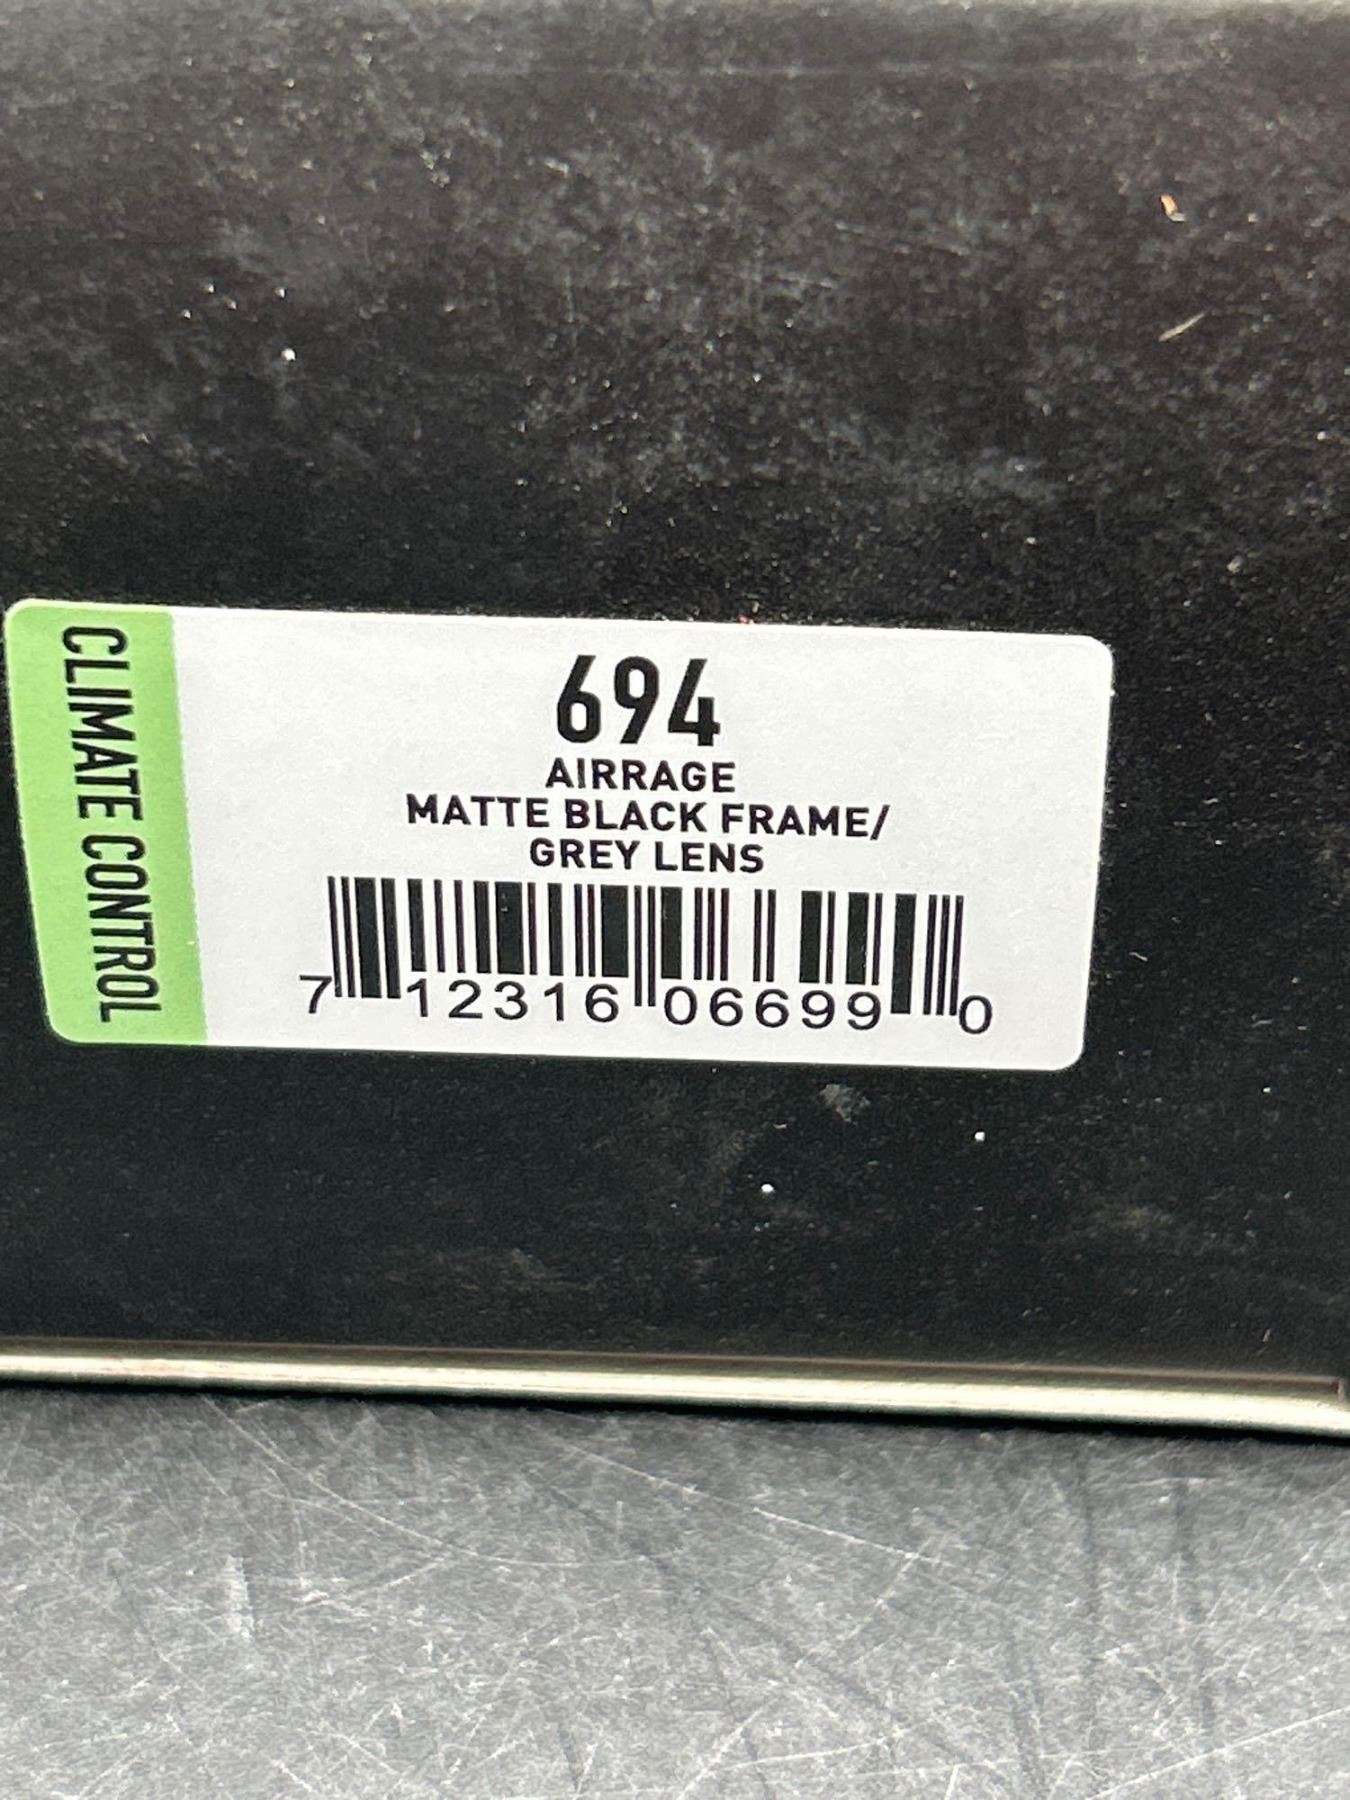 CLIMATE CONTROL
694
AIRRAGE
MATTE BLACK FRAME/
GREY LENS
7 12316 06699 0